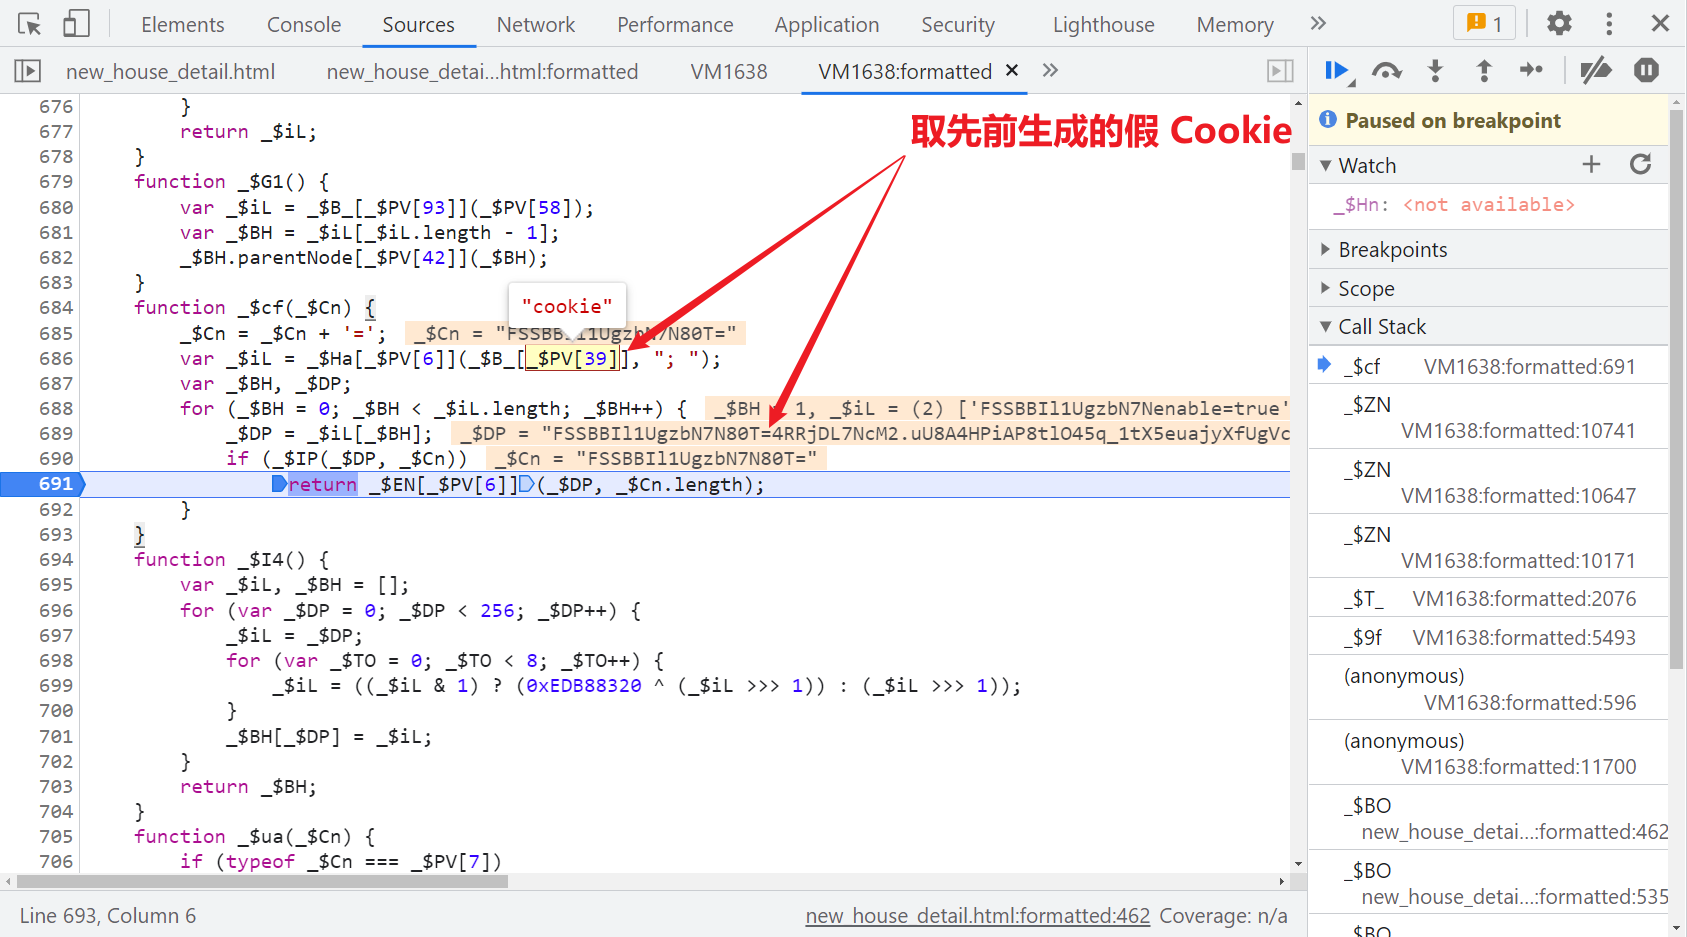 Elements Console Sources Network Performance Application Security Lighthouse Memory » 1
new_house_detail.html new_house_detai...html:formatted VM1638 VM1638:formatted × »
676 }
677 return _$iL;
678 }
679 function _$G1() {
680 var _$iL = _$B_[_$PV[93]](_$PV[58]);
681 var _$BH = _$iL[_$iL.length - 1];
682 _$BH.parentNode[_$PV[42]](_$BH);
683 }
684 function _$cf(_$Cn) {
685 _$Cn = _$Cn + '='; _$Cn = "FSSBBIl1UgzbN7N80T="
686 var _$iL = _$Ha[_$PV[6]](_$B_[_$PV[39]], "; ");
687 var _$BH, _$DP;
688 for (_$BH = 0; _$BH < _$iL.length; _$BH++) { _$BH = 1, _$iL = (2) ['FSSBBIl1UgzbN7Nenable=true'
689 _$DP = _$iL[_$BH]; _$DP = "FSSBBIl1UgzbN7N80T=4RRjDL7NcM2.uU8A4HPiAP8tlO45q_1tX5euajyXfUgVc
690 if (_$IP(_$DP, _$Cn)) _$Cn = "FSSBBIl1UgzbN7N80T="
691 return _$EN[_$PV[6]](_$DP, _$Cn.length);
692 }
693 }
694 function _$I4() {
695 var _$iL, _$BH = [];
696 for (var _$DP = 0; _$DP < 256; _$DP++) {
697 _$iL = _$DP;
698 for (var _$TO = 0; _$TO < 8; _$TO++) {
699 _$iL = ((_$iL & 1) ? (0xEDB88320 ^ (_$iL >>> 1)) : (_$iL >>> 1));
700 }
701 _$BH[_$DP] = _$iL;
702 }
703 return _$BH;
704 }
705 function _$ua(_$Cn) {
706 if (typeof _$Cn === _$PV[7])
取先前生成的假 Cookie
"cookie"
Line 693, Column 6 new_house_detail.html:formatted:462 Coverage: n/a
Paused on breakpoint
Watch
_$Hn: <not available>
Breakpoints
Scope
Call Stack
_$cf VM1638:formatted:691
_$ZN
VM1638:formatted:10741
_$ZN
VM1638:formatted:10647
_$ZN
VM1638:formatted:10171
_$T_ VM1638:formatted:2076
_$9f VM1638:formatted:5493
(anonymous)
VM1638:formatted:596
(anonymous)
VM1638:formatted:11700
_$BO
new_house_detai...:formatted:462
_$BO
new_house_detai...:formatted:535
_$BO